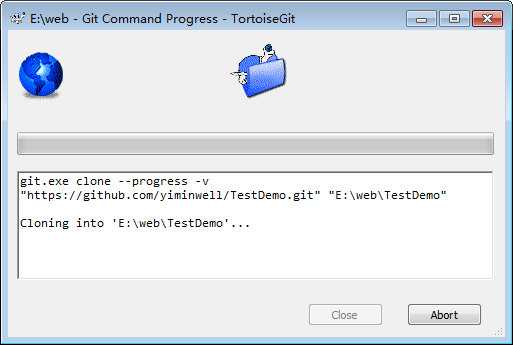 E:\web - Git Command Progress - TortoiseGit
git.exe clone --progress -v
"https://github.com/yiminwell/TestDemo.git" "E:\web\TestDemo"
Cloning into 'E:\web\TestDemo'...
Close
Abort